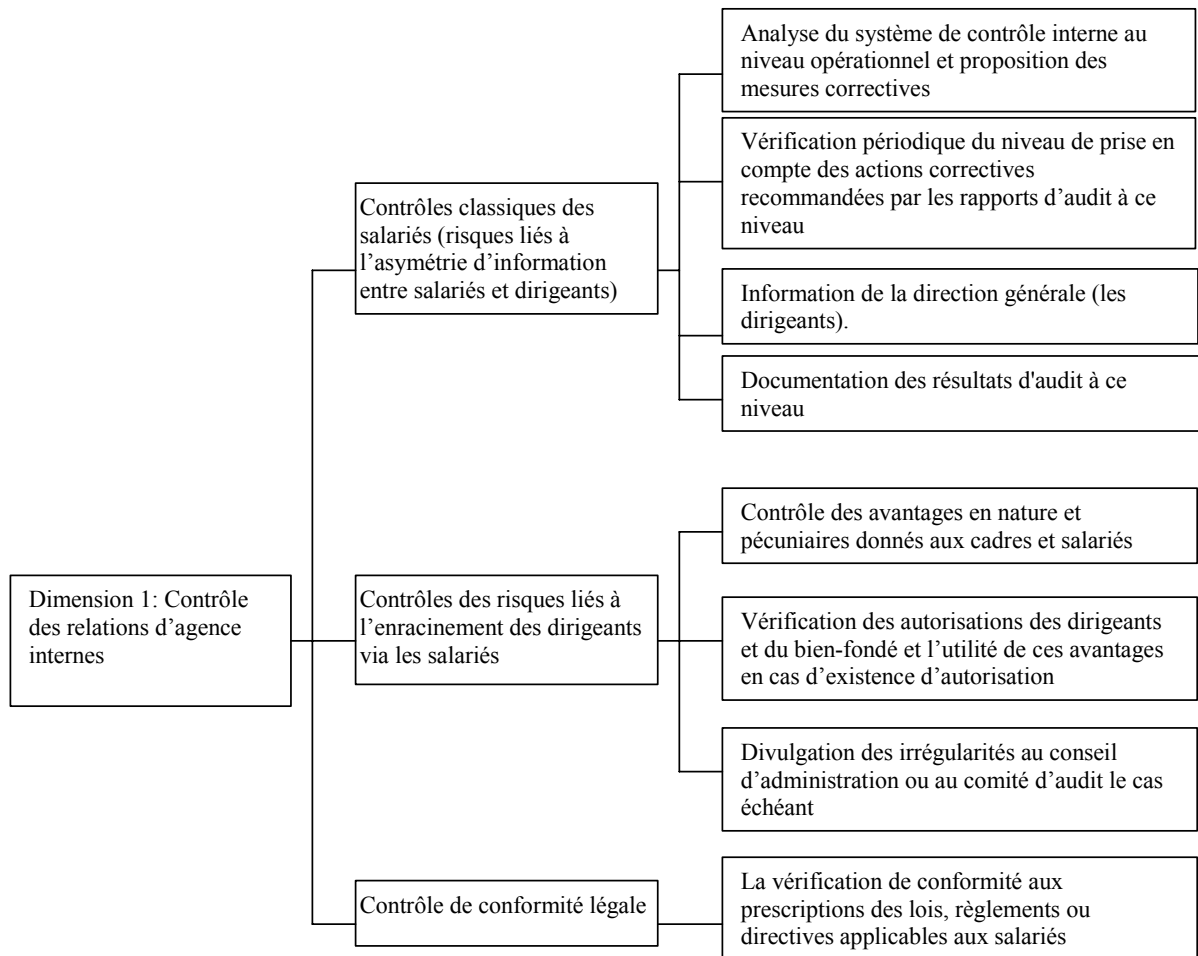 Dimension 1: Contrôle
des relations d’agence
internes
Contrôles classiques des
salariés (risques liés à
l’asymétrie d’information
entre salariés et dirigeants)
Analyse du système de contrôle interne au
niveau opérationnel et proposition des
mesures correctives
Vérification périodique du niveau de prise en
compte des actions correctives
recommandées par les rapports d’audit à ce
niveau
Information de la direction générale (les
dirigeants).
Documentation des résultats d'audit à ce
niveau
Contrôles des risques liés à
l’enracinement des dirigeants
via les salariés
Contrôle des avantages en nature et
pécuniaires donnés aux cadres et salariés
Vérification des autorisations des dirigeants
et du bien-fondé et l’utilité de ces avantages
en cas d’existence d’autorisation
Divulgation des irrégularités au conseil
d’administration ou au comité d’audit le cas
échéant
Contrôle de conformité légale
La vérification de conformité aux
prescriptions des lois, règlements ou
directives applicables aux salariés